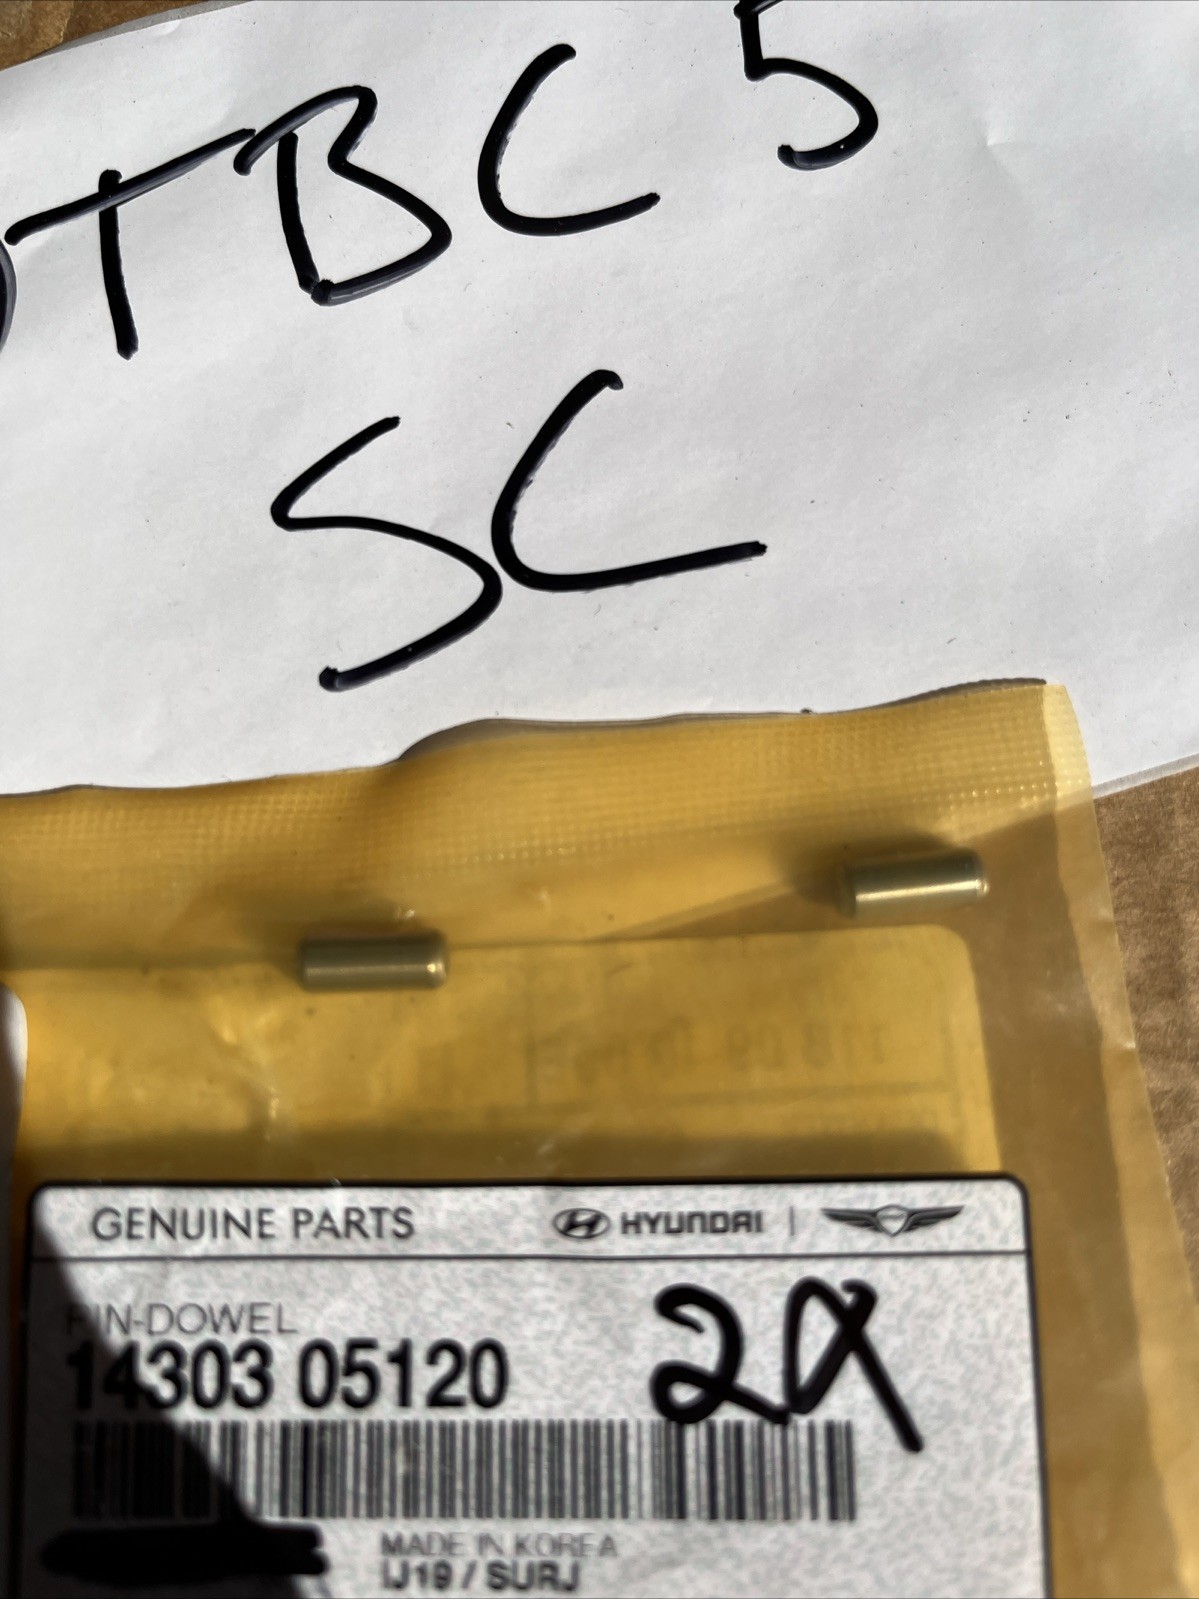 TBC 5
SC
GENUINE PARTS HYUNDAI
PIN-DOWEL
14303 05120 2X
MADE IN KOREA
IJ19 / SURJ